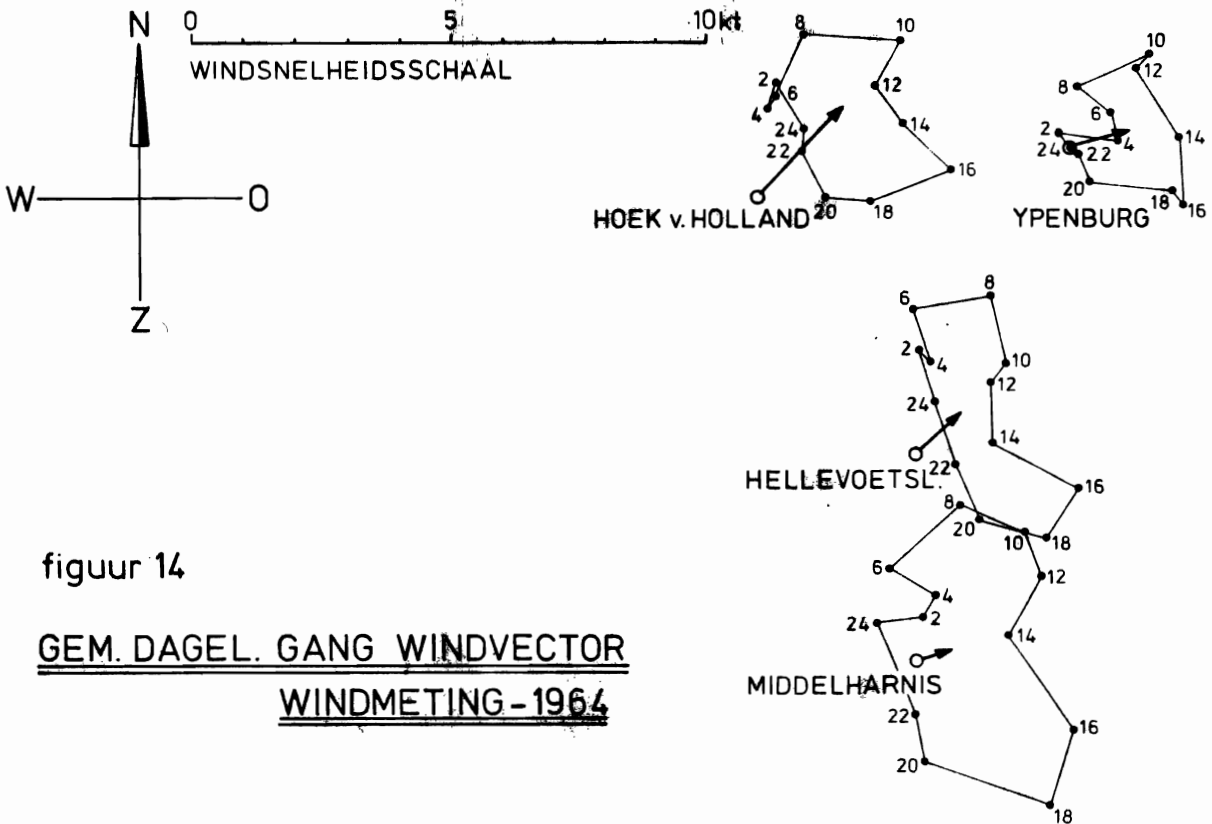 N
0 5 10 kt
WINDSNELHEIDSSCHAAL
W O
Z
8 10
2 6 12
4
24 14
22
16
20 18
HOEK v. HOLLAND
10
12
8
6
2 14
24 22 4
20
18 16
YPENBURG
6 8
2 4 10
12
24
14
22
16
20 18
HELLEVOETSL.
8
10
6 12
4
24 2 14
22 16
20
18
MIDDELHARNIS
figuur 14
GEM. DAGEL. GANG WINDVECTOR
WINDMETING-1964